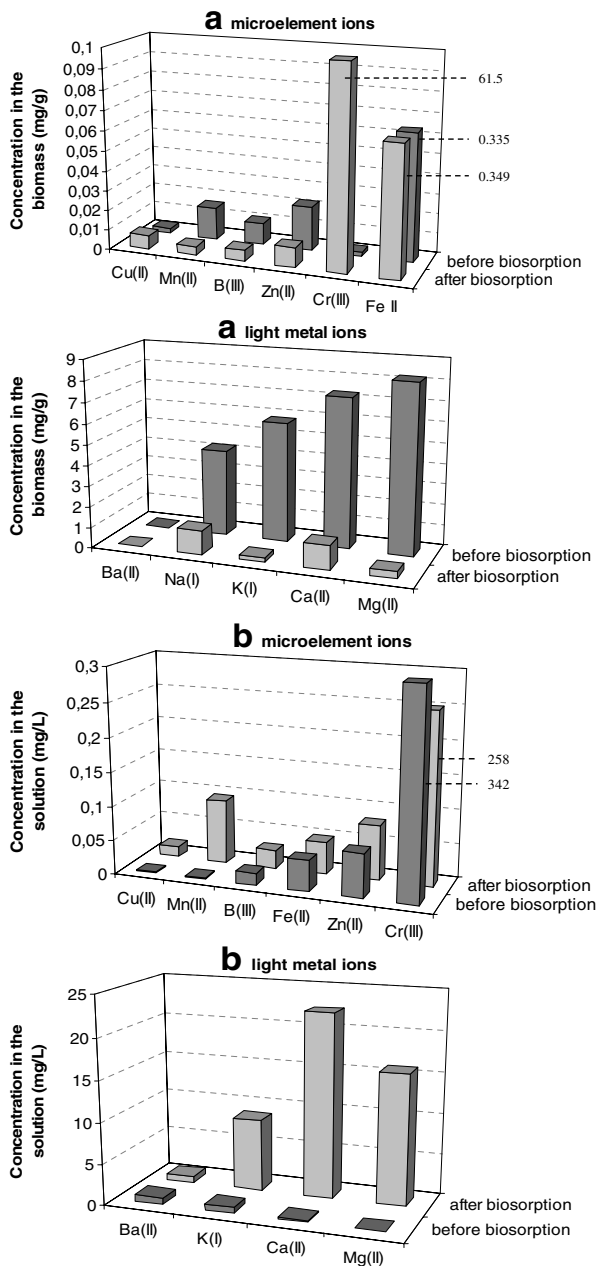 a microelement ions
Concentration in the
biomass (mg/g)
0,1
0,09
0,08
0,07
0,06
0,05
0,04
0,03
0,02
0,01
0
61.5
0.335
0.349
Cu(II) Mn(II) B(III) Zn(II) Cr(III) Fe II
before biosorption
after biosorption
a light metal ions
Concentration in the
biomass (mg/g)
9
8
7
6
5
4
3
2
1
0
Ba(II) Na(I) K(I) Ca(II) Mg(II)
before biosorption
after biosorption
b microelement ions
Concentration in the
solution (mg/L)
0,3
0,25
0,2
0,15
0,1
0,05
0
258
342
Cu(II) Mn(II) B(III) Fe(II) Zn(II) Cr(III)
after biosorption
before biosorption
b light metal ions
Concentration in the
solution (mg/L)
25
20
15
10
5
0
Ba(II) K(I) Ca(II) Mg(II)
after biosorption
before biosorption